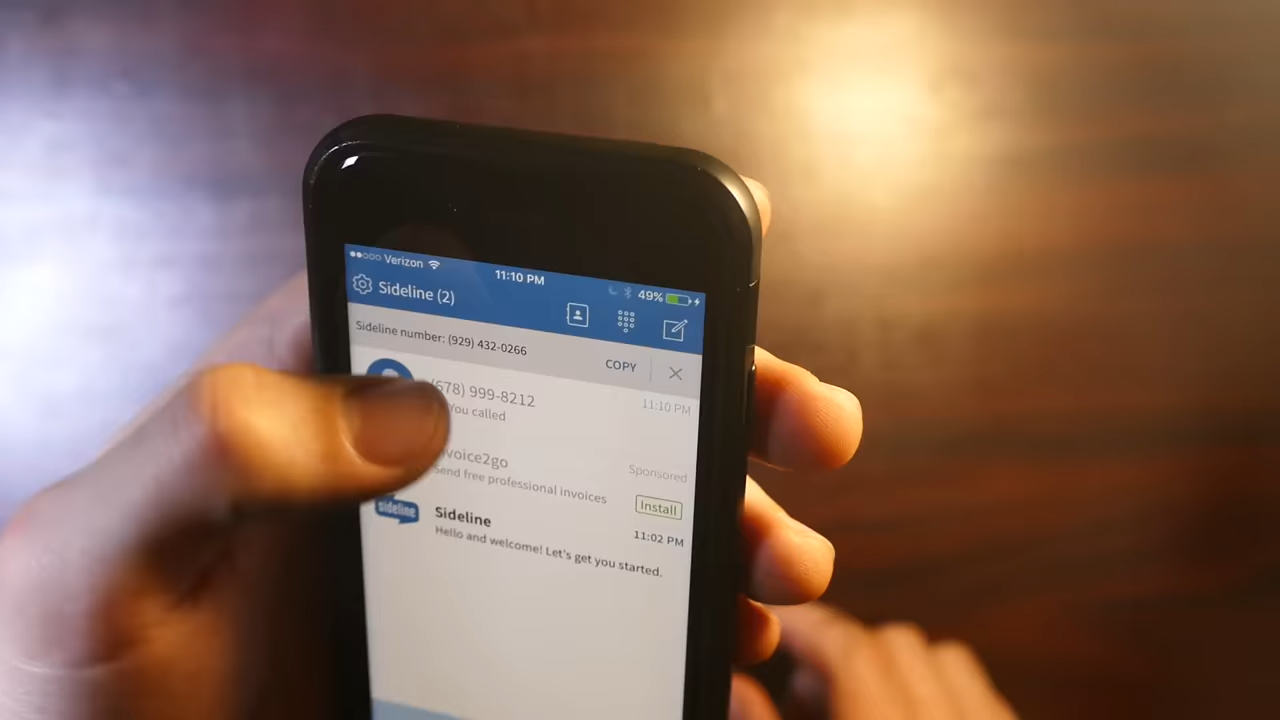 Verizon 11:10 PM 49%
Sideline (2)
Sideline number: (929) 432-0266 COPY
(678) 999-8212 11:10 PM
You called
voice2go Sponsored
send free professional invoices Install
sideline
Sideline 11:02 PM
Hello and welcome! Let's get you started.